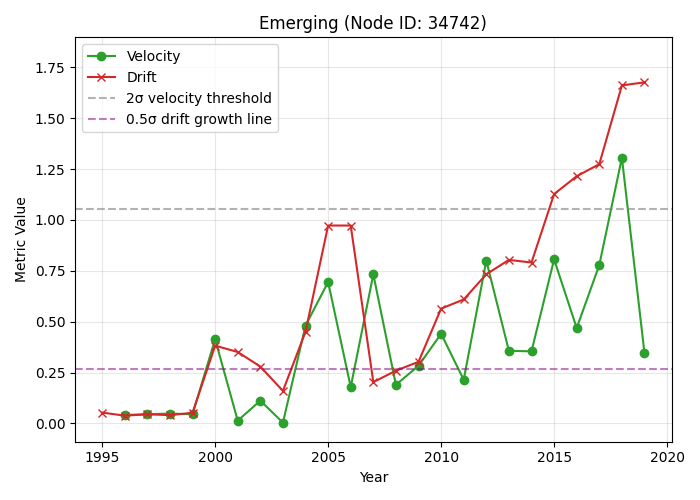 Emerging (Node ID: 34742)
Velocity
Drift
2σ velocity threshold
0.5σ drift growth line
1.75
1.50
1.25
1.00
0.75
0.50
0.25
0.00
Metric Value
1995
2000
2005
2010
2015
2020
Year